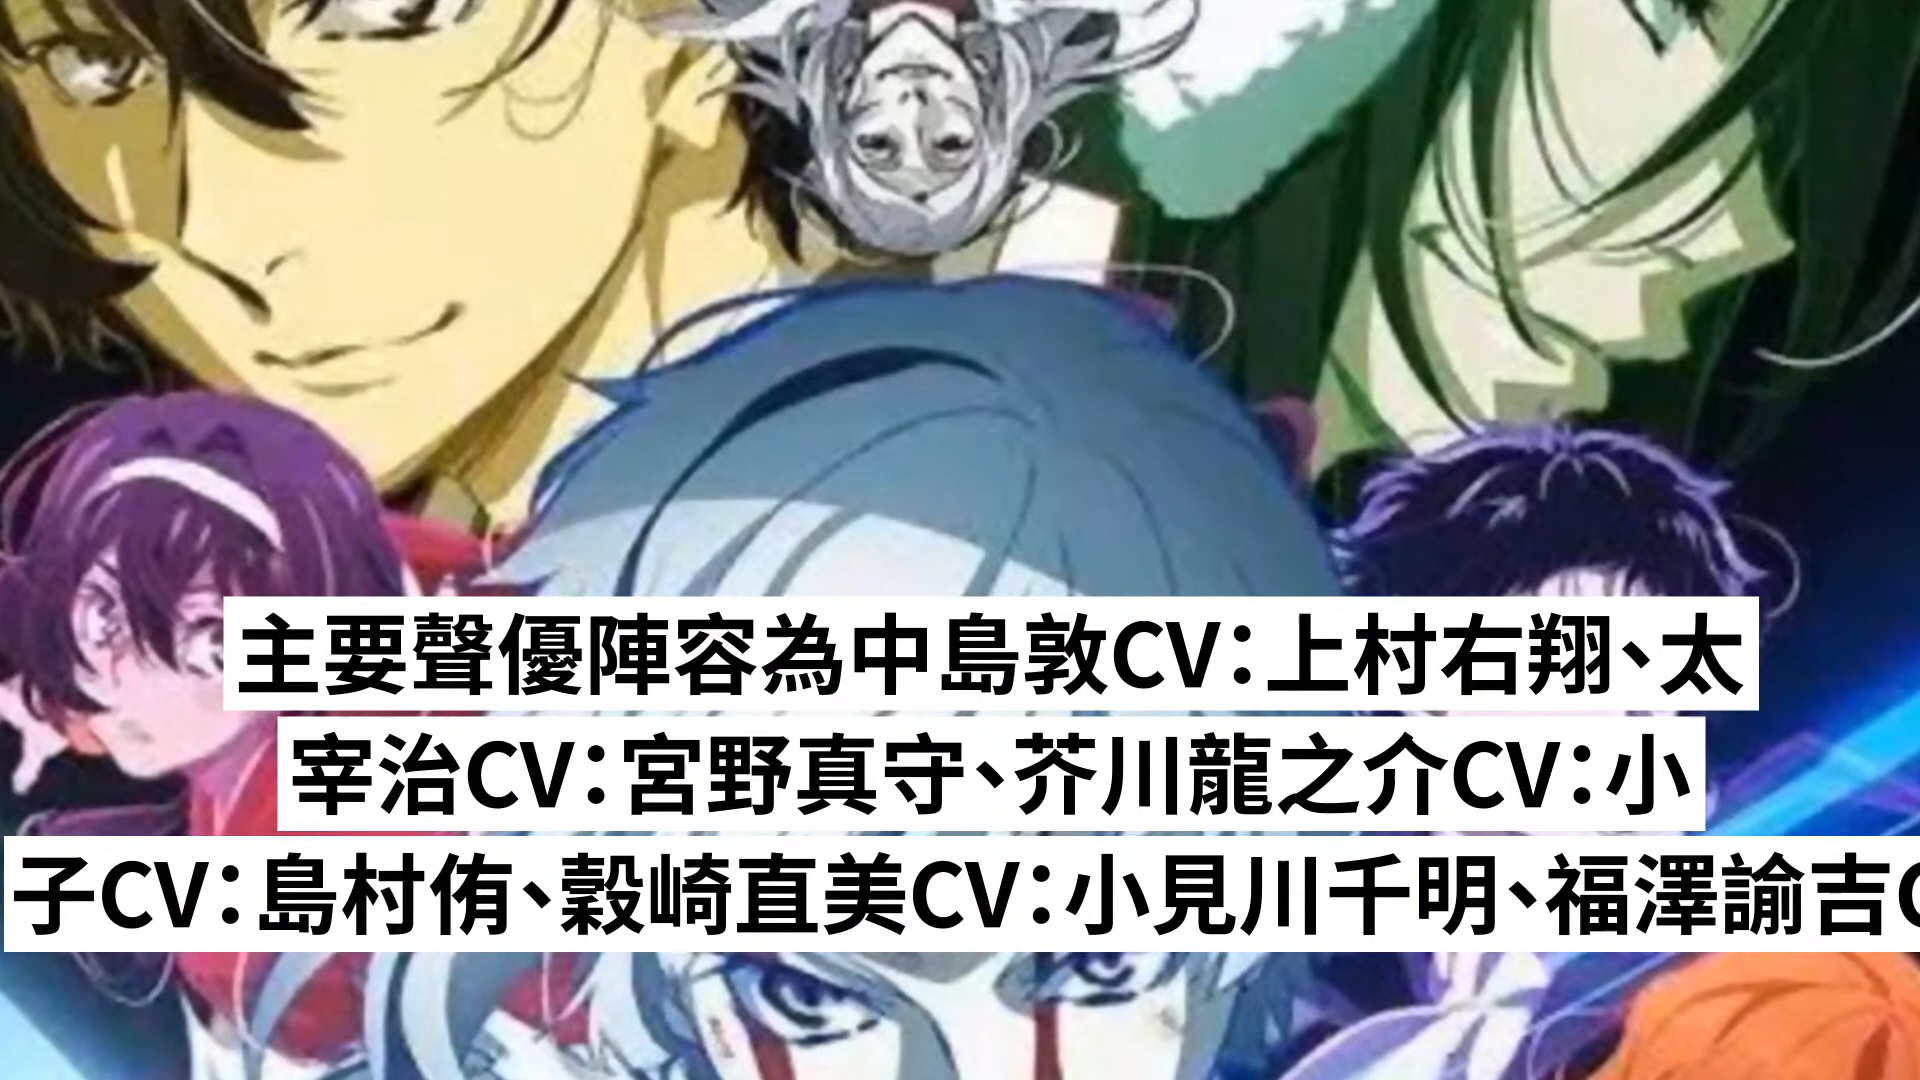 主要聲優陣容為中島敦CV：上村右翔、太
宰治CV：宮野真守、芥川龍之介CV：小
子CV：島村侑、穀崎直美CV：小見川千明、福澤諭吉C